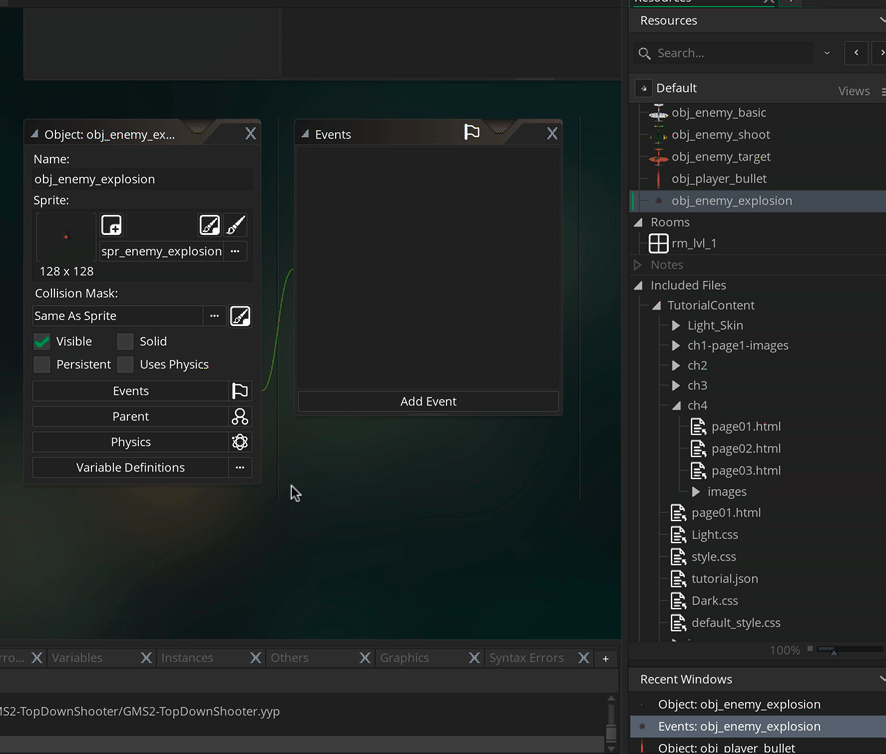 Object: obj_enemy_ex...
Name:
obj_enemy_explosion
Sprite:
spr_enemy_explosion ...
128 x 128
Collision Mask:
Same As Sprite ...
Visible Solid
Persistent Uses Physics
Events
Parent
Physics
Variable Definitions ...
Events
Add Event
Resources
Resources
Search...
Default
Views
obj_enemy_basic
obj_enemy_shoot
obj_enemy_target
obj_player_bullet
obj_enemy_explosion
Rooms
rm_lvl_1
Notes
Included Files
TutorialContent
Light_Skin
ch1-page1-images
ch2
ch3
ch4
page01.html
page02.html
page03.html
images
page01.html
Light.css
style.css
tutorial.json
Dark.css
default_style.css
100%
Recent Windows
Object: obj_enemy_explosion
Events: obj_enemy_explosion
Object: obj_player_bullet
rro... Variables Instances Others Graphics Syntax Errors +
MS2-TopDownShooter/GMS2-TopDownShooter.yyp